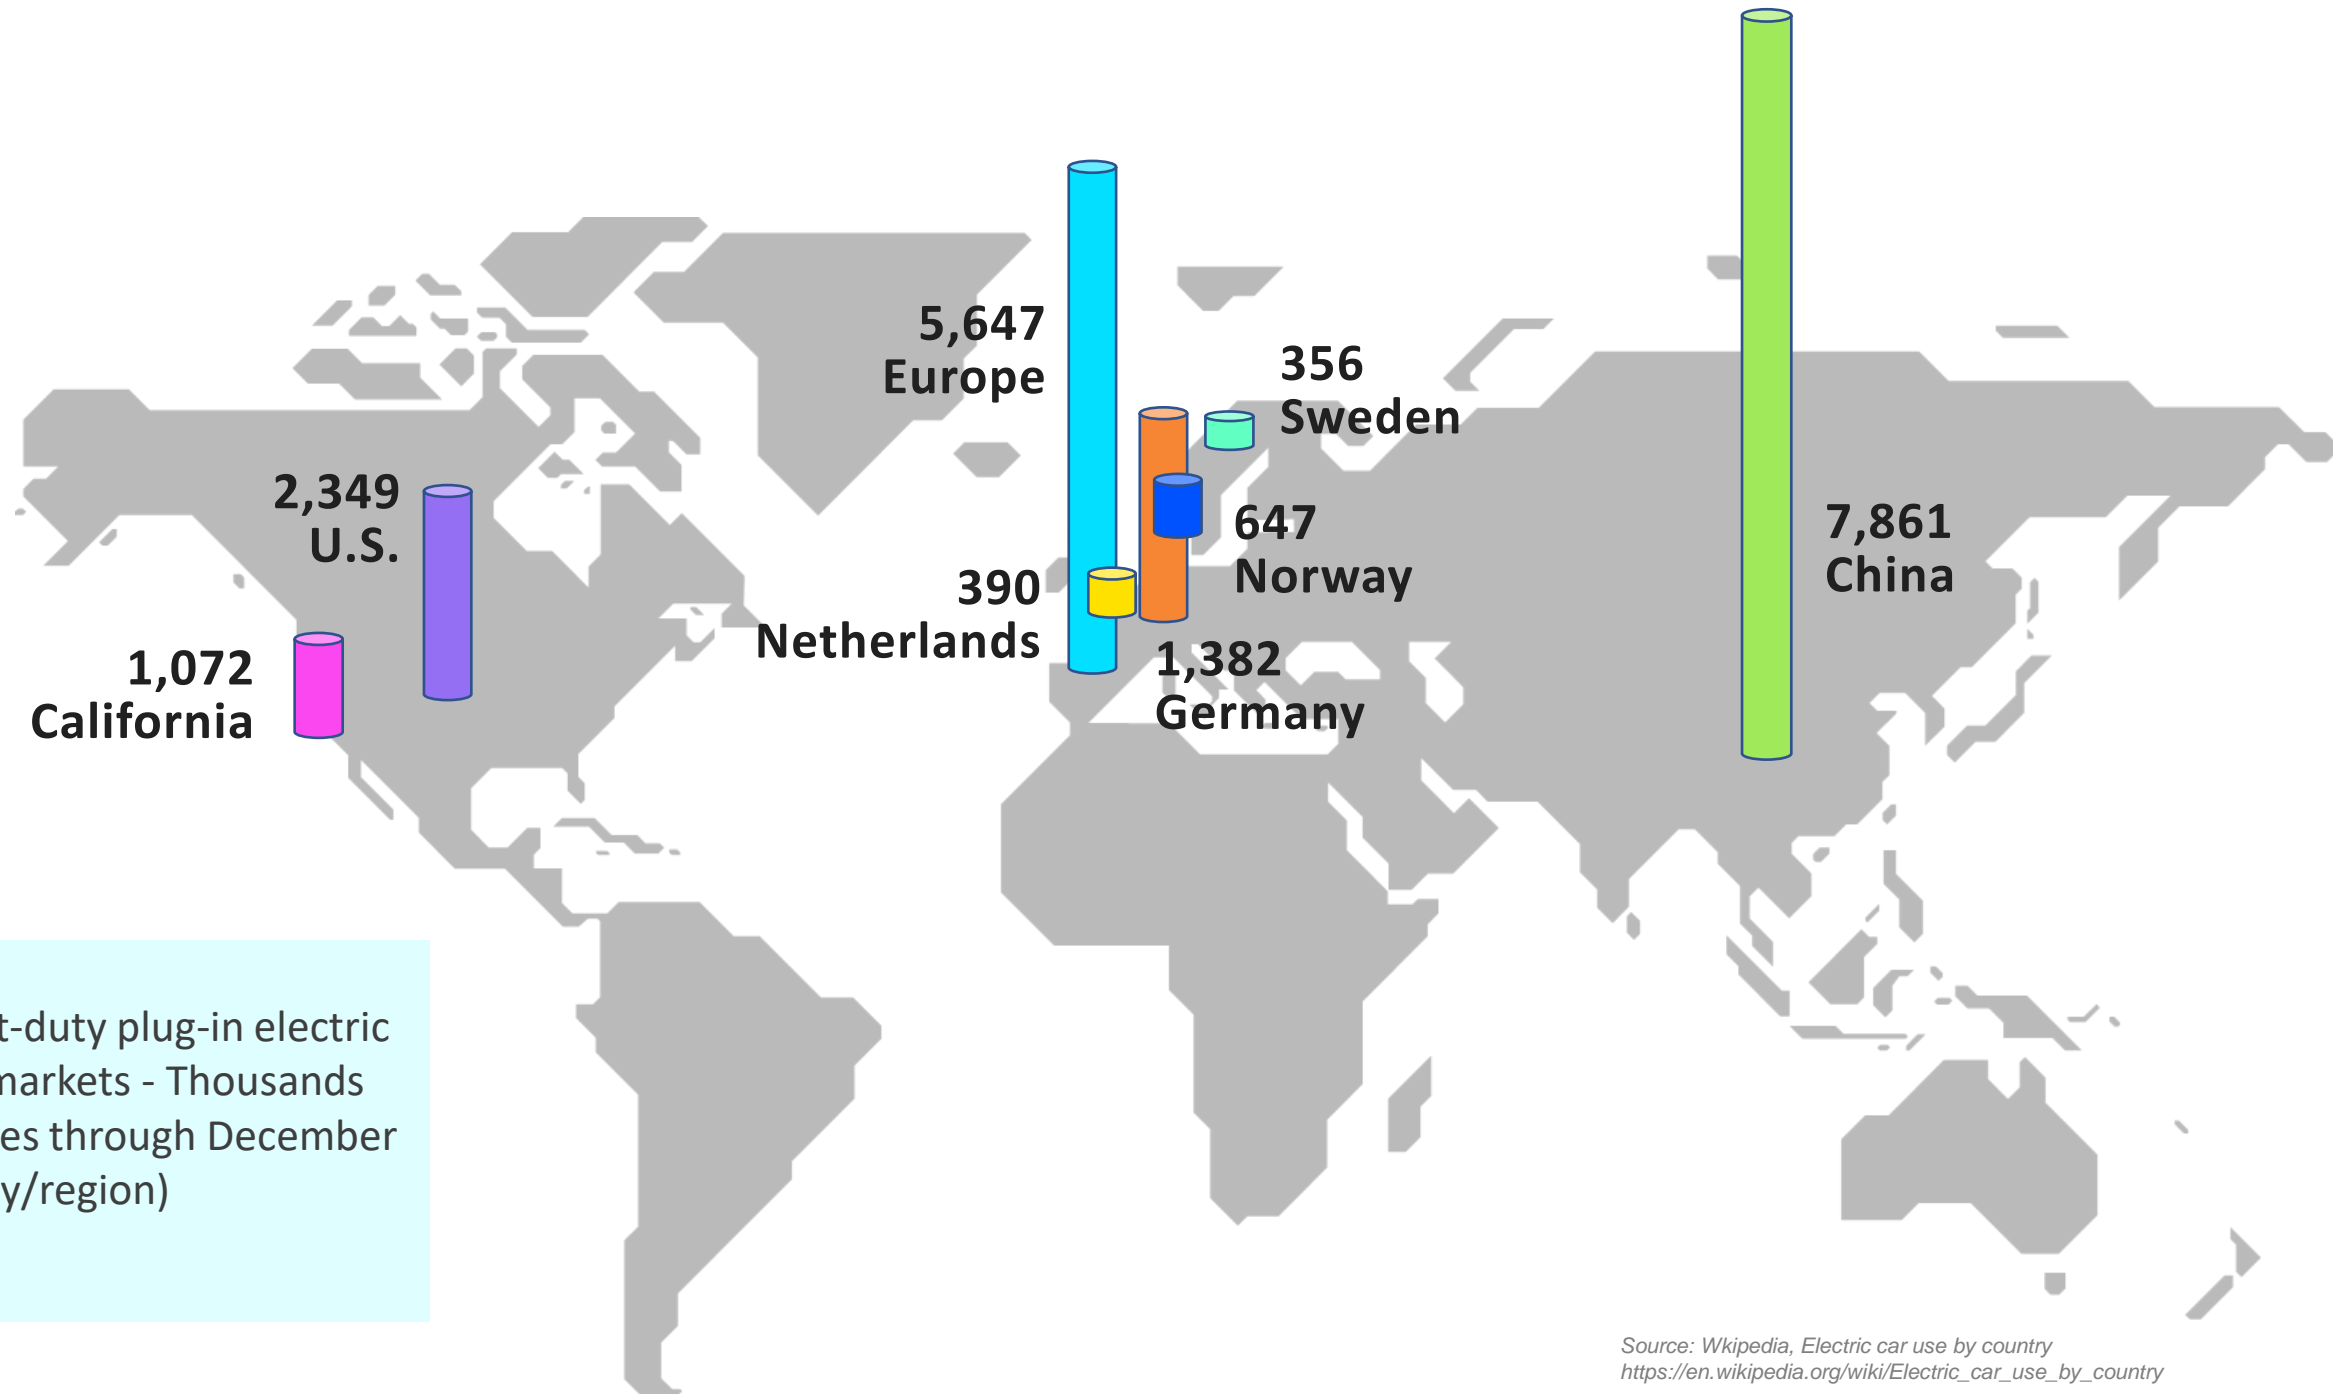 5,647
Europe
356
Sweden
2,349
U.S.
647
Norway
7,861
China
390
Netherlands
1,382
Germany
1,072
California
t-duty plug-in electric
markets - Thousands
es through December
y/region)
Source: Wkipedia, Electric car use by country
https://en.wikipedia.org/wiki/Electric_car_use_by_country